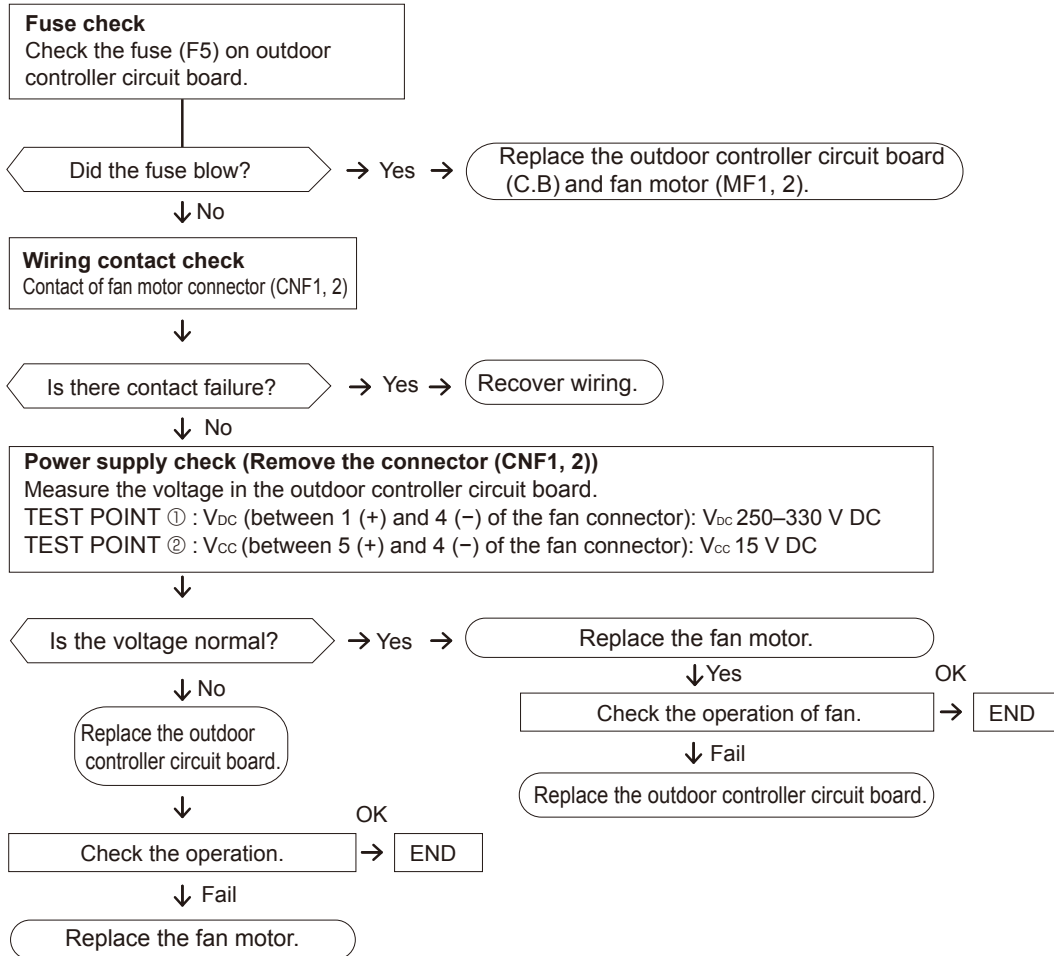 Fuse check
Check the fuse (F5) on outdoor
controller circuit board.
Did the fuse blow?
→ Yes →
Replace the outdoor controller circuit board
(C.B) and fan motor (MF1, 2).
↓ No
Wiring contact check
Contact of fan motor connector (CNF1, 2)
↓
Is there contact failure?
→ Yes →
Recover wiring.
↓ No
Power supply check (Remove the connector (CNF1, 2))
Measure the voltage in the outdoor controller circuit board.
TEST POINT ① : VDC (between 1 (+) and 4 (−) of the fan connector): VDC 250–330 V DC
TEST POINT ② : VCC (between 5 (+) and 4 (−) of the fan connector): VCC 15 V DC
↓
Is the voltage normal?
→ Yes →
Replace the fan motor.
↓ Yes
Check the operation of fan.
OK
→
END
↓ Fail
Replace the outdoor controller circuit board.
↓ No
Replace the outdoor
controller circuit board.
↓
Check the operation.
OK
→
END
↓ Fail
Replace the fan motor.